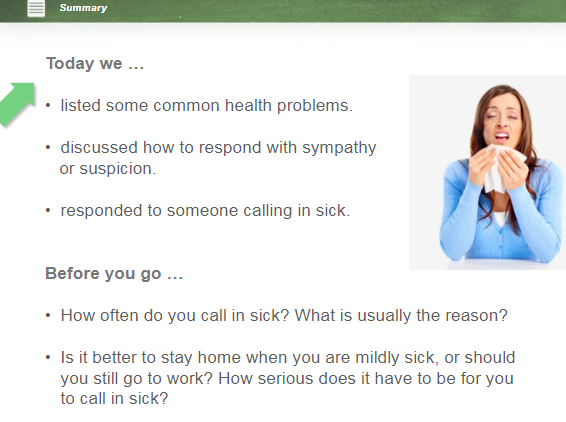 Summary
Today we …
• listed some common health problems.
• discussed how to respond with sympathy
or suspicion.
• responded to someone calling in sick.
Before you go …
• How often do you call in sick? What is usually the reason?
• Is it better to stay home when you are mildly sick, or should
you still go to work? How serious does it have to be for you
to call in sick?